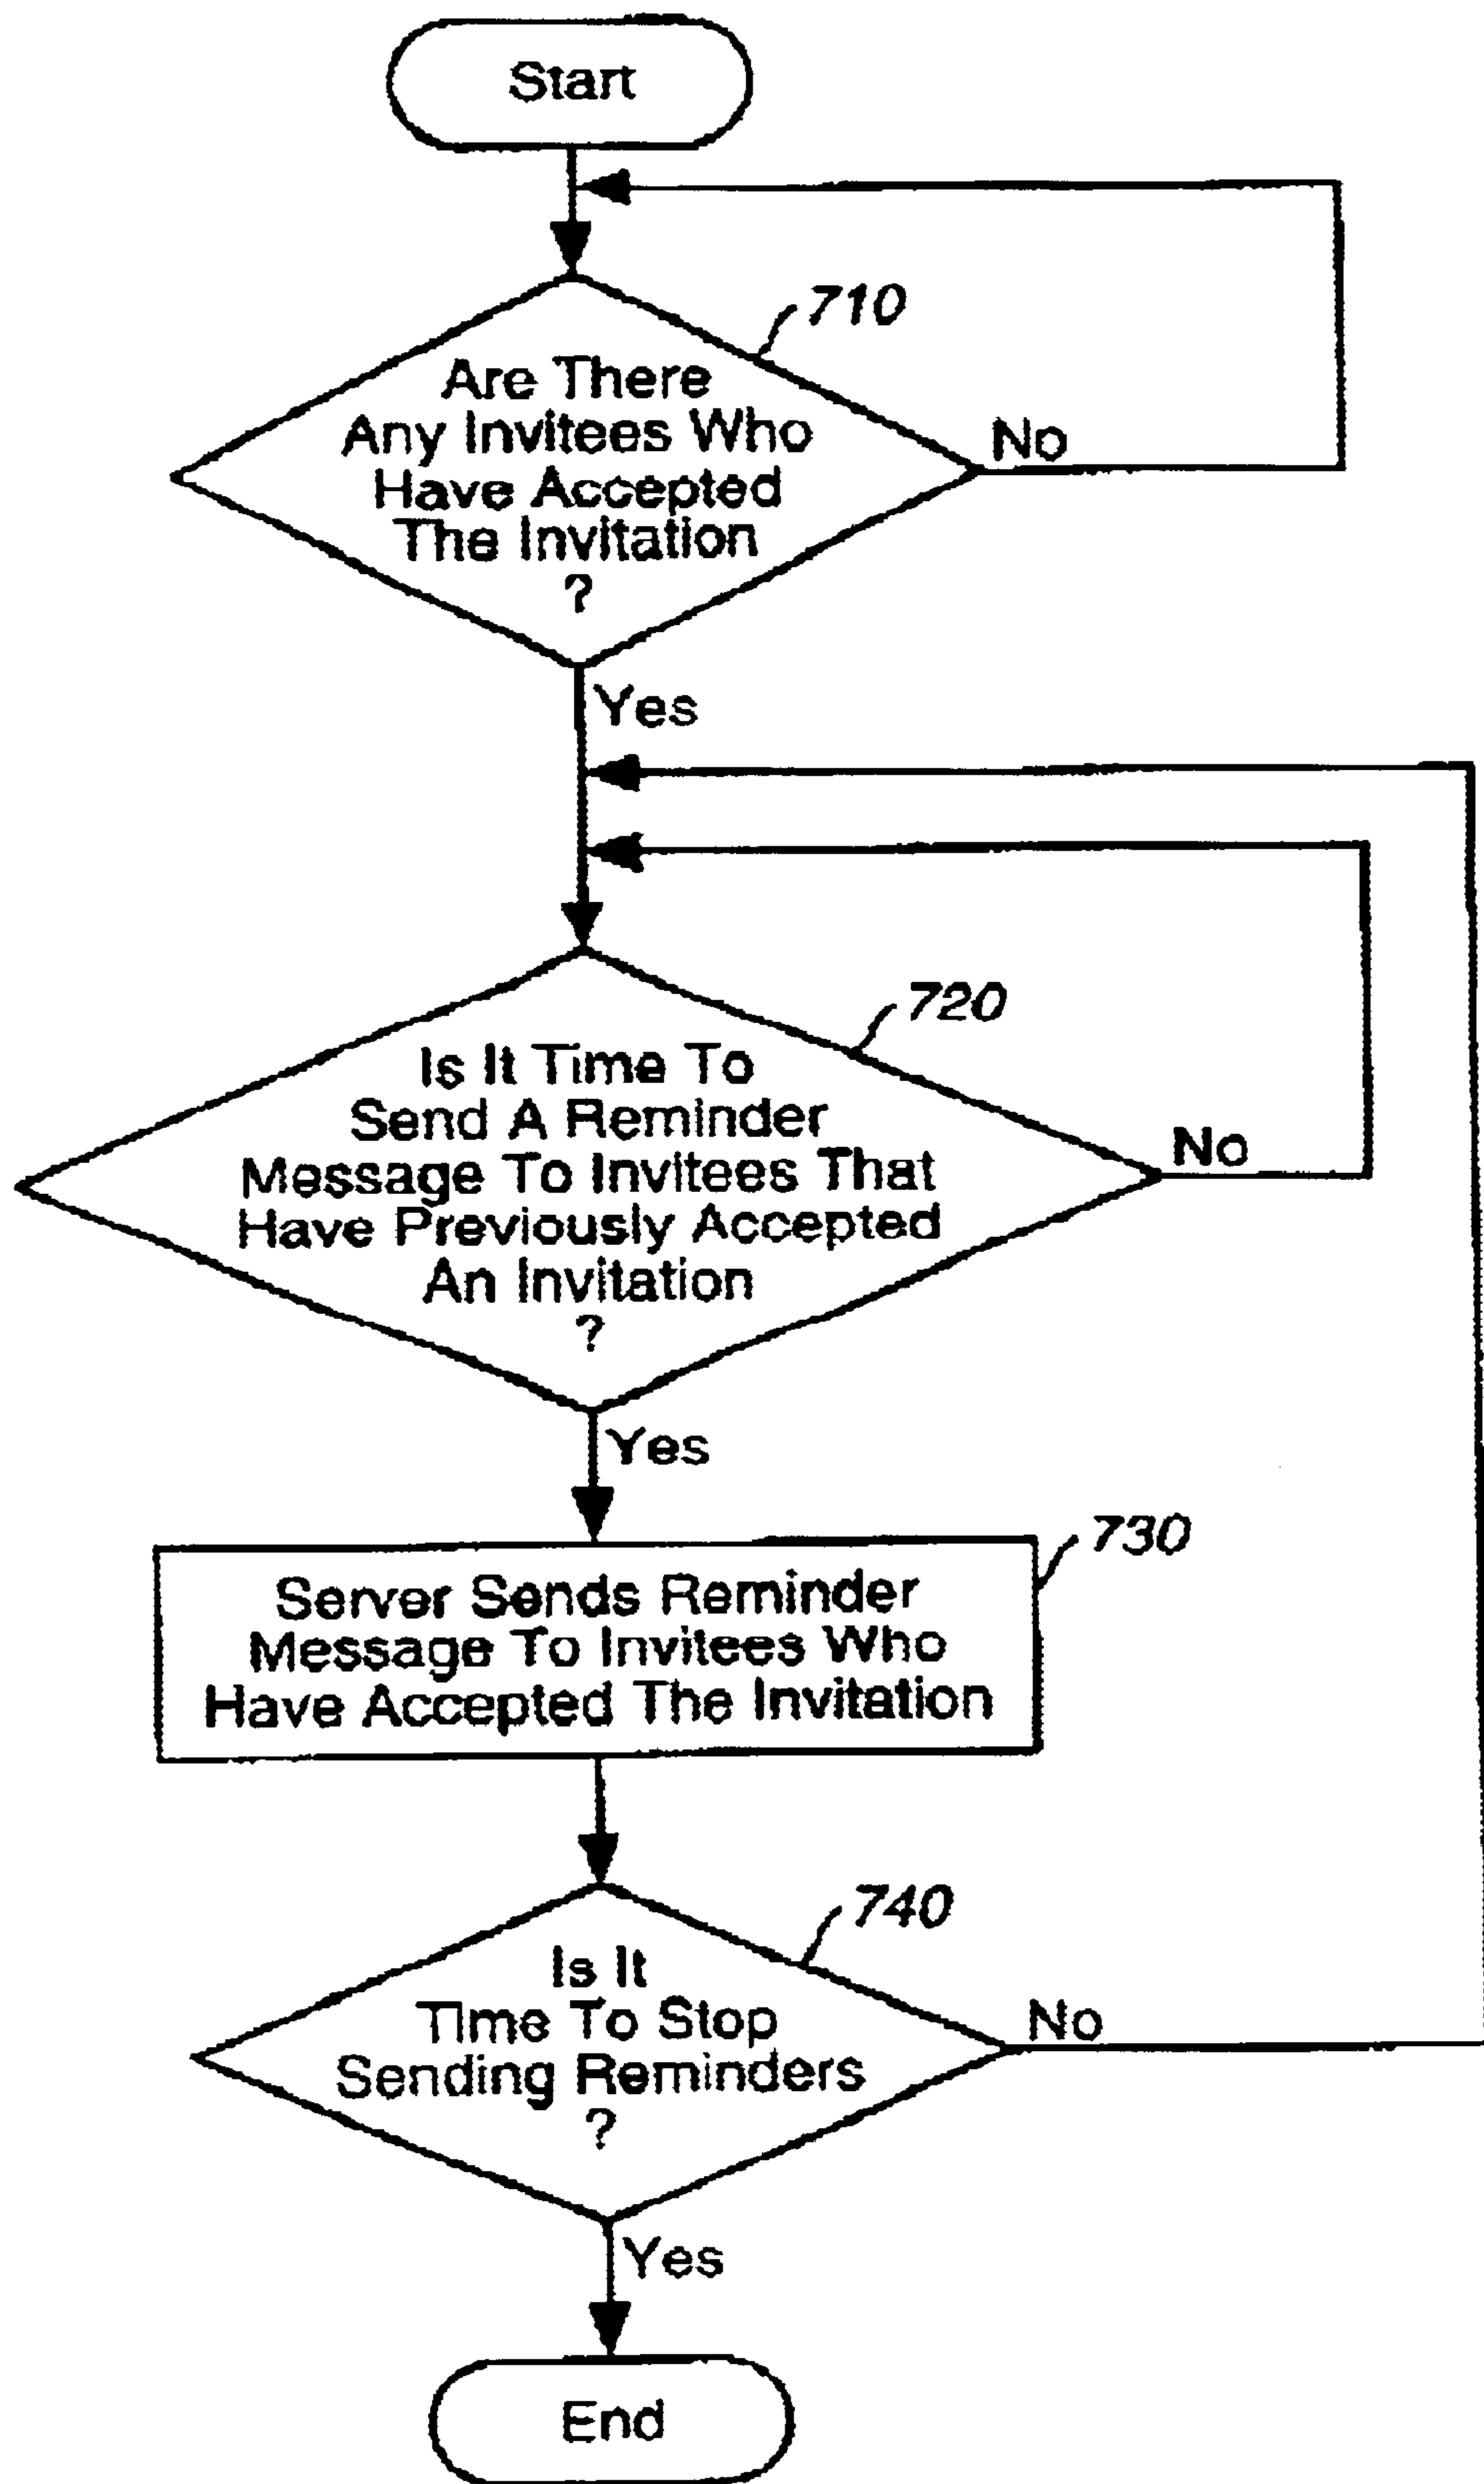 Start
710
Are There
Any Invitees Who
Have Accepted
The Invitation
?
No
Yes
720
Is It Time To
Send A Reminder
Message To Invitees That
Have Previously Accepted
An Invitation
?
No
Yes
730
Server Sends Reminder
Message To Invitees Who
Have Accepted The Invitation
740
Is It
Time To Stop
Sending Reminders
?
No
Yes
End